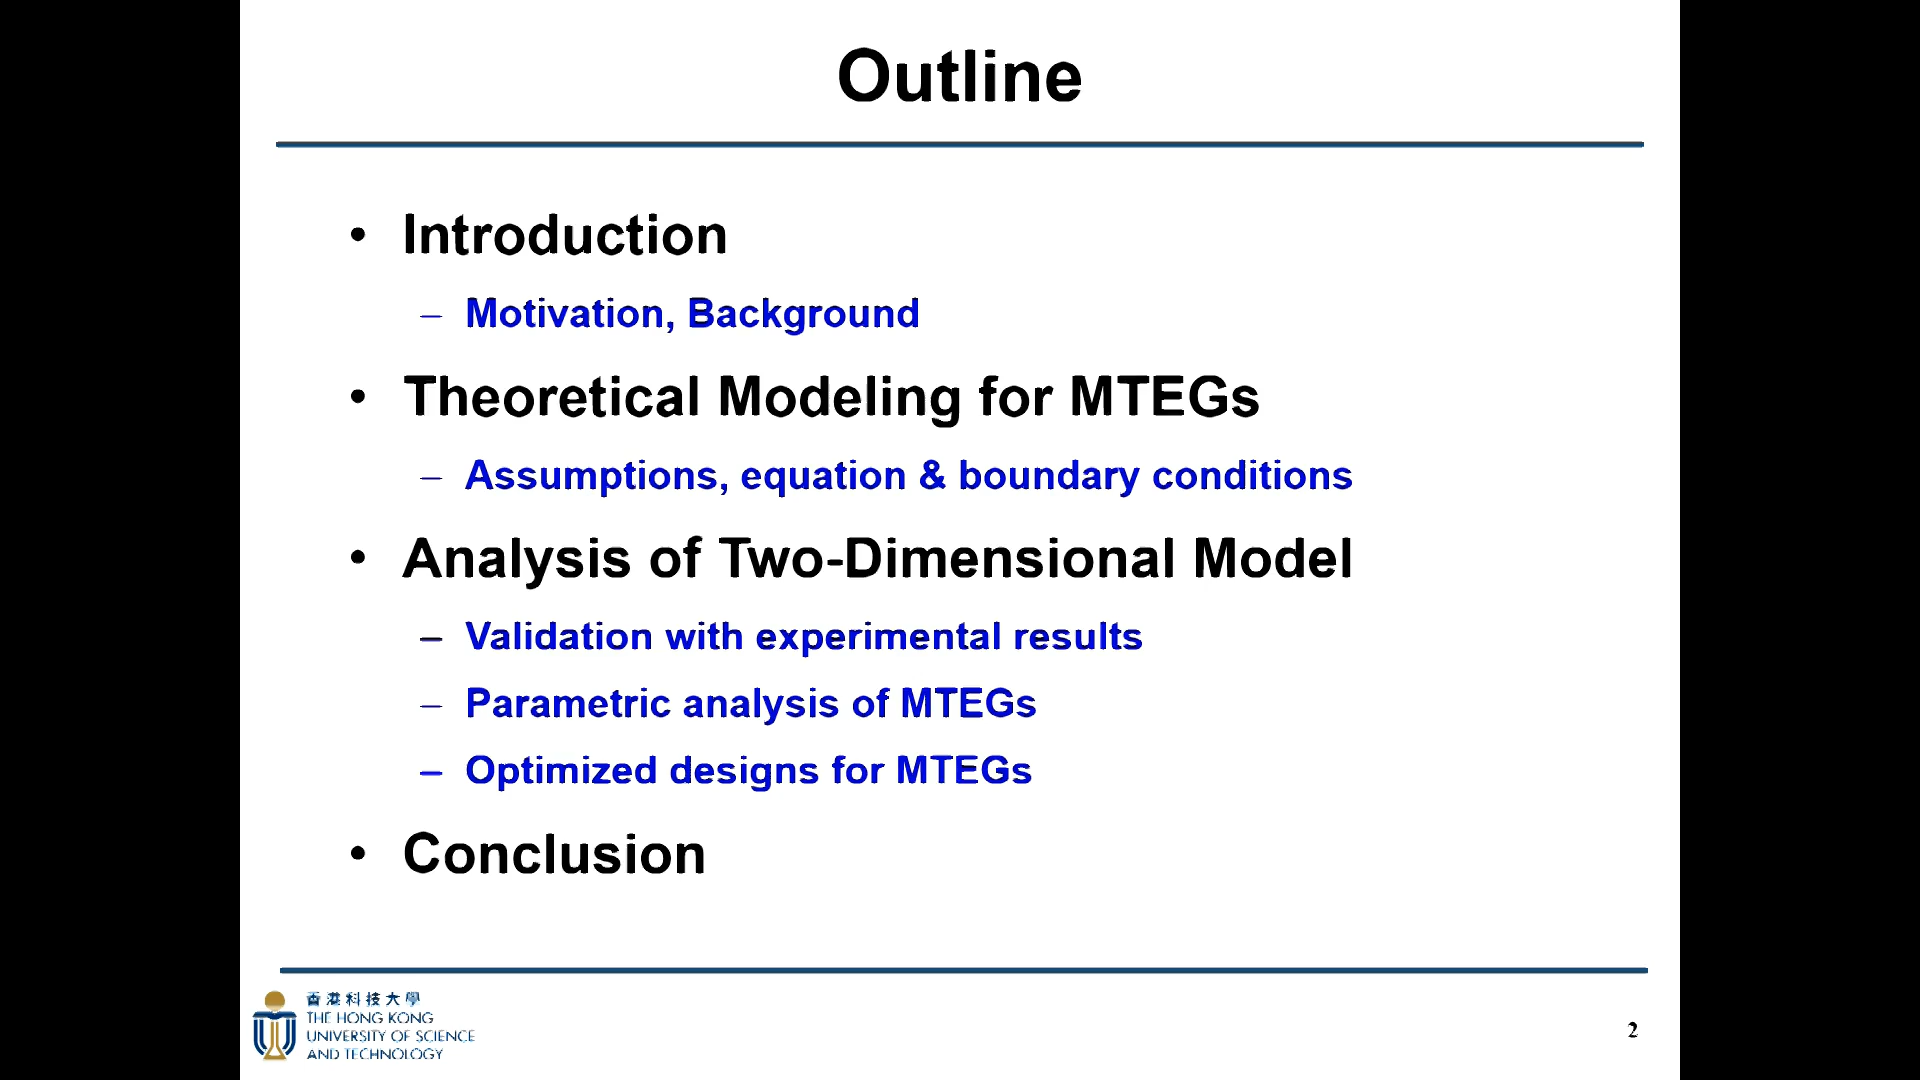 Outline
• Introduction
– Motivation, Background
• Theoretical Modeling for MTEGs
– Assumptions, equation & boundary conditions
• Analysis of Two-Dimensional Model
– Validation with experimental results
– Parametric analysis of MTEGs
– Optimized designs for MTEGs
• Conclusion
香港科技大學
THE HONG KONG
UNIVERSITY OF SCIENCE
AND TECHNOLOGY
2